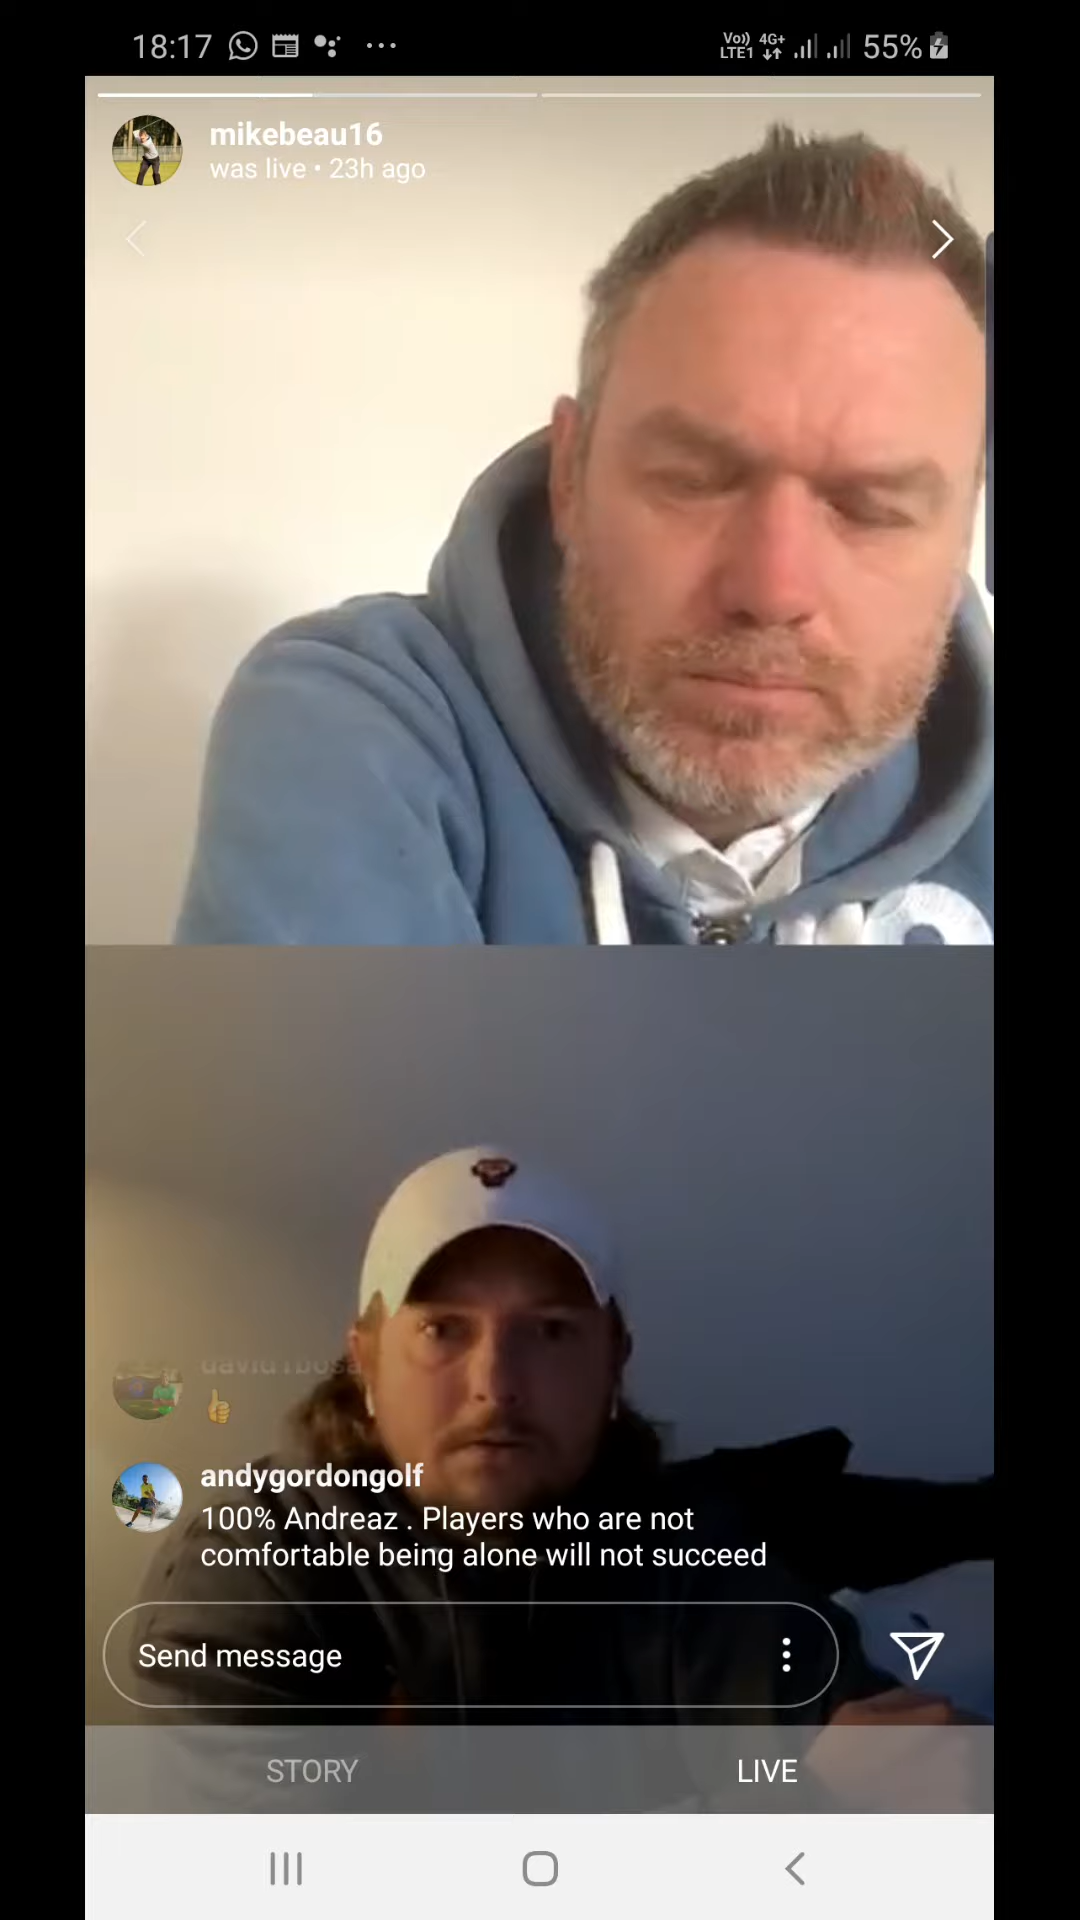 18:17
Vo)) 4G+ 55%
LTE1
mikebeau16
was live • 23h ago
andygordongolf
100% Andreaz . Players who are not
comfortable being alone will not succeed
Send message
STORY LIVE